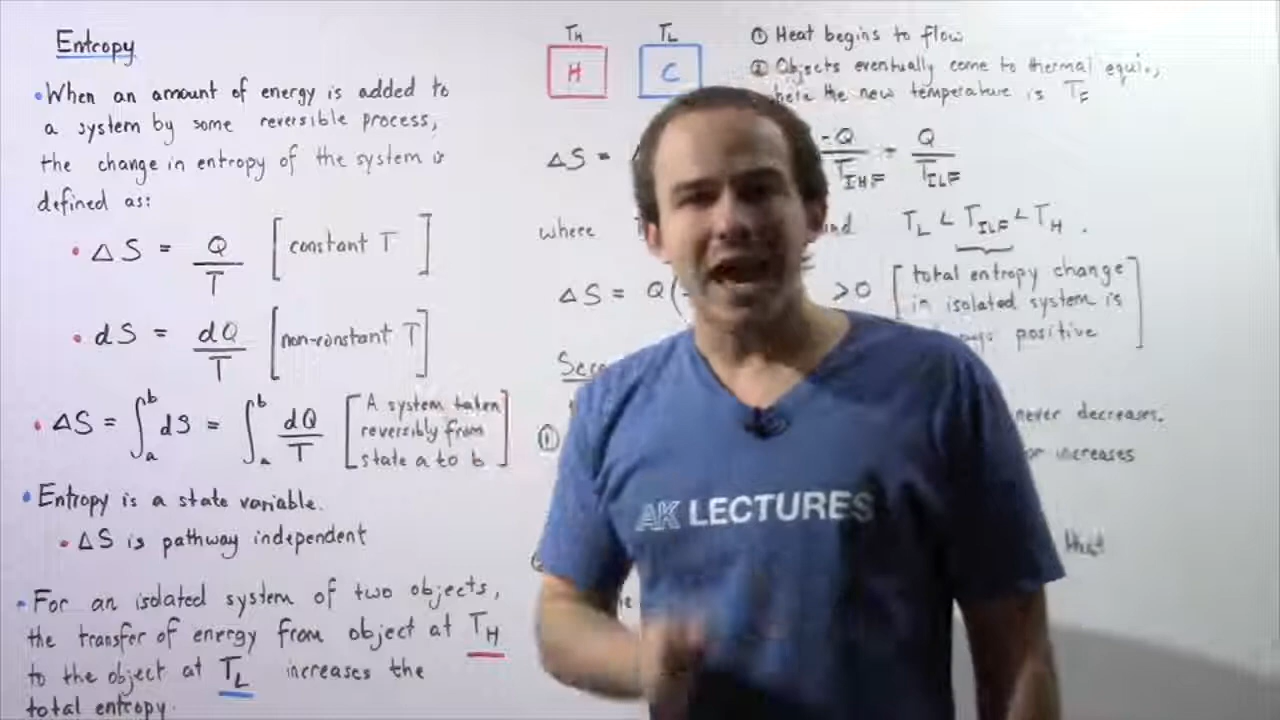 Entropy
• When an amount of energy is added to
a system by some reversible process,
the change in entropy of the system is
defined as:
• ΔS = Q/T [constant T]
• dS = dQ/T [non-constant T]
• ΔS = ∫ₐᵇ dS = ∫ₐᵇ dQ/T [A system taken
reversibly from
state a to b]
• Entropy is a state variable.
• ΔS is pathway independent
• For an isolated system of two objects,
the transfer of energy from object at T_H
to the object at T_L increases the
total entropy.
T_H T_L
H C
① Heat begins to flow
② Objects eventually come to thermal equi.,
the new temperature is T_F
ΔS = -Q/T_IHF + Q/T_ILF
where T_L < T_ILF < T_H.
ΔS = Q( >0 [total entropy change
in isolated system is
positive]
①
never decreases.
or increases
that
AK LECTURES